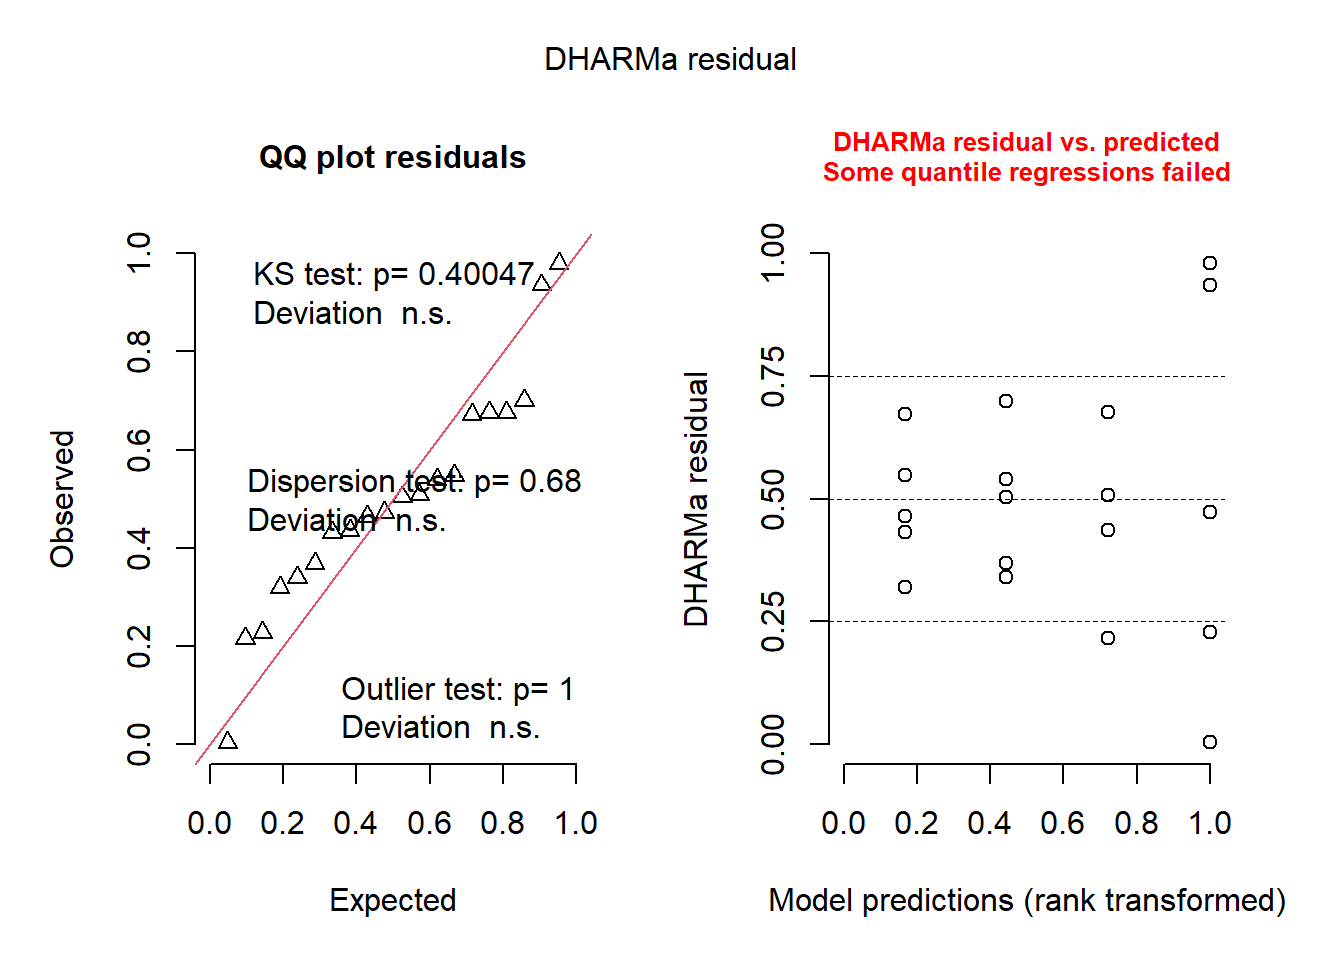 DHARMa residual
QQ plot residuals
KS test: p= 0.40047
Deviation  n.s.
Dispersion test: p= 0.68
Deviation  n.s.
Outlier test: p= 1
Deviation  n.s.
Observed
0.0
0.2
0.4
0.6
0.8
1.0
0.0 0.2 0.4 0.6 0.8 1.0
Expected
DHARMa residual vs. predicted
Some quantile regressions failed
DHARMa residual
0.00
0.25
0.50
0.75
1.00
0.0 0.2 0.4 0.6 0.8 1.0
Model predictions (rank transformed)